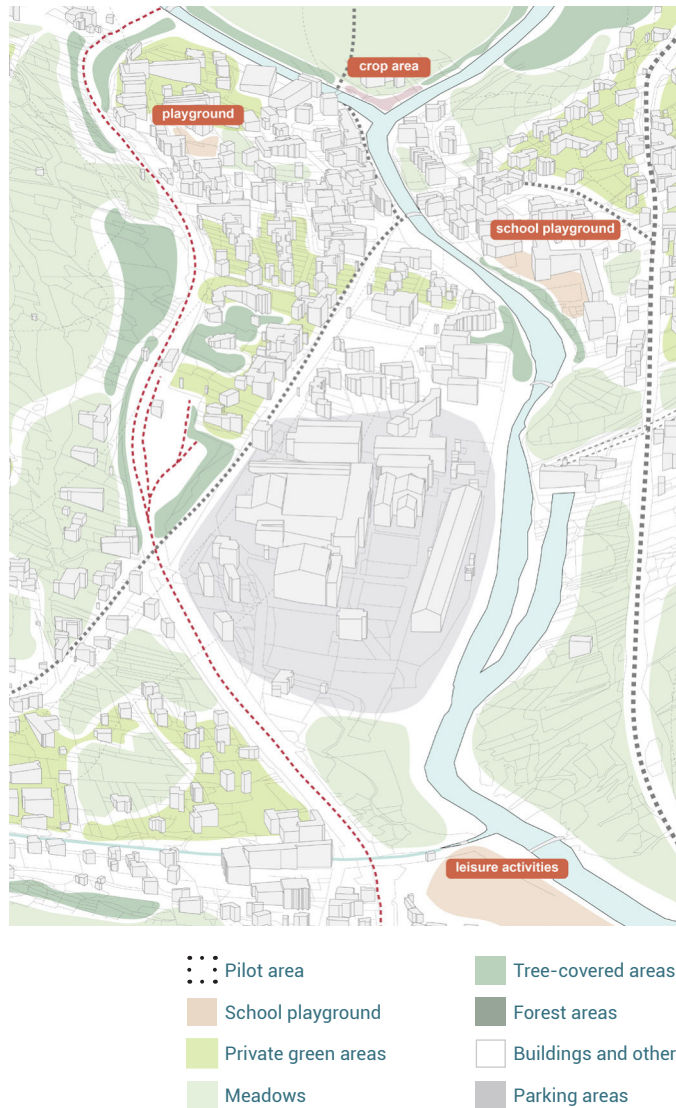 crop area
playground
school playground
leisure activities
Pilot area
School playground
Private green areas
Meadows
Tree-covered areas
Forest areas
Buildings and other
Parking areas